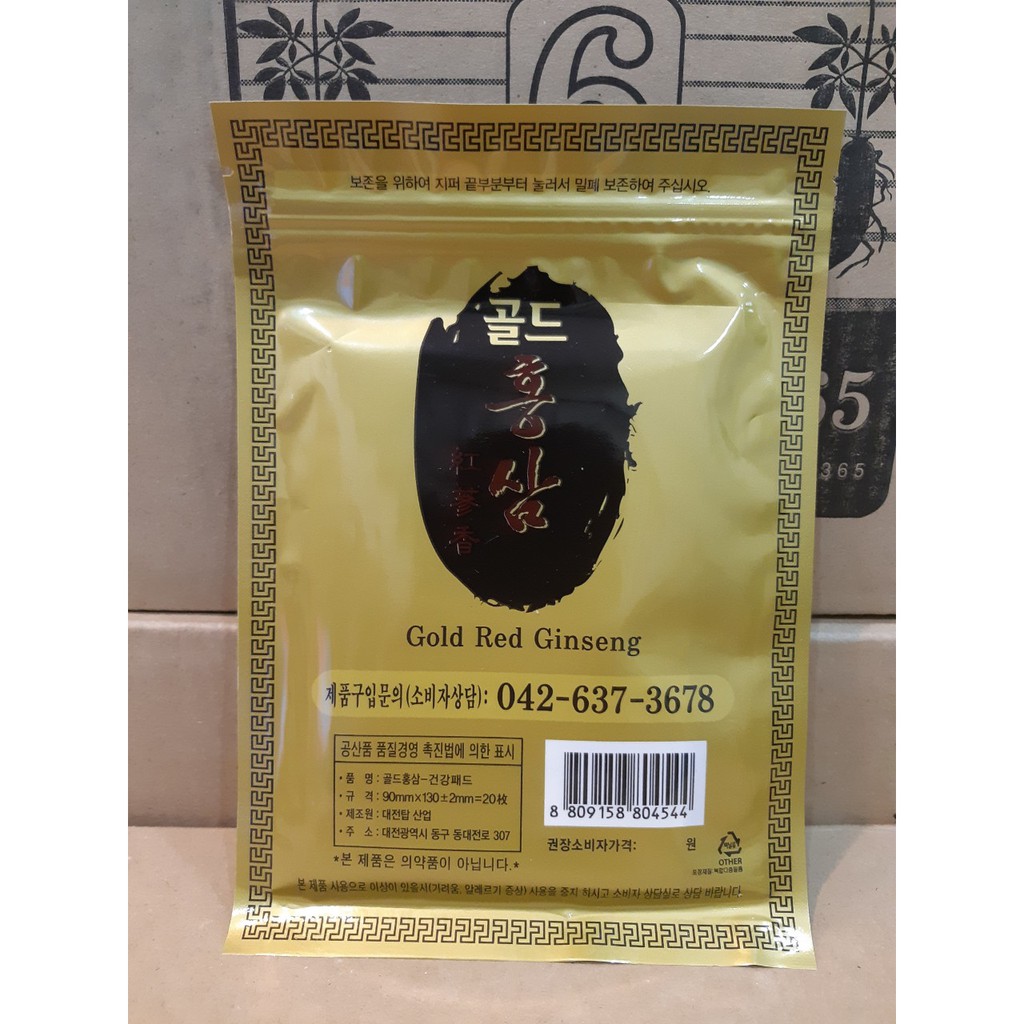 6
보존을 위하여 지퍼 끝부분부터 눌러서 밀폐 보존하여 주십시오.
골드
홍삼
紅蔘香
65
365
Gold Red Ginseng
제품구입문의(소비자상담): 042-637-3678
공산품 품질경영 촉진법에 의한 표시
• 품 명 : 골드홍삼-건강패드
• 규 격 : 90mm×130±2mm=20枚
• 제조원 : 대전탑 산업
• 주 소 : 대전광역시 동구 동대전로 307
*본 제품은 의약품이 아닙니다.*
8 809158 804544
권장소비자가격: 원
OTHER
본 제품 사용으로 이상이 있을시(가려움, 알레르기 증상) 사용을 중지 하시고 소비자 상담실로 상담 바랍니다.